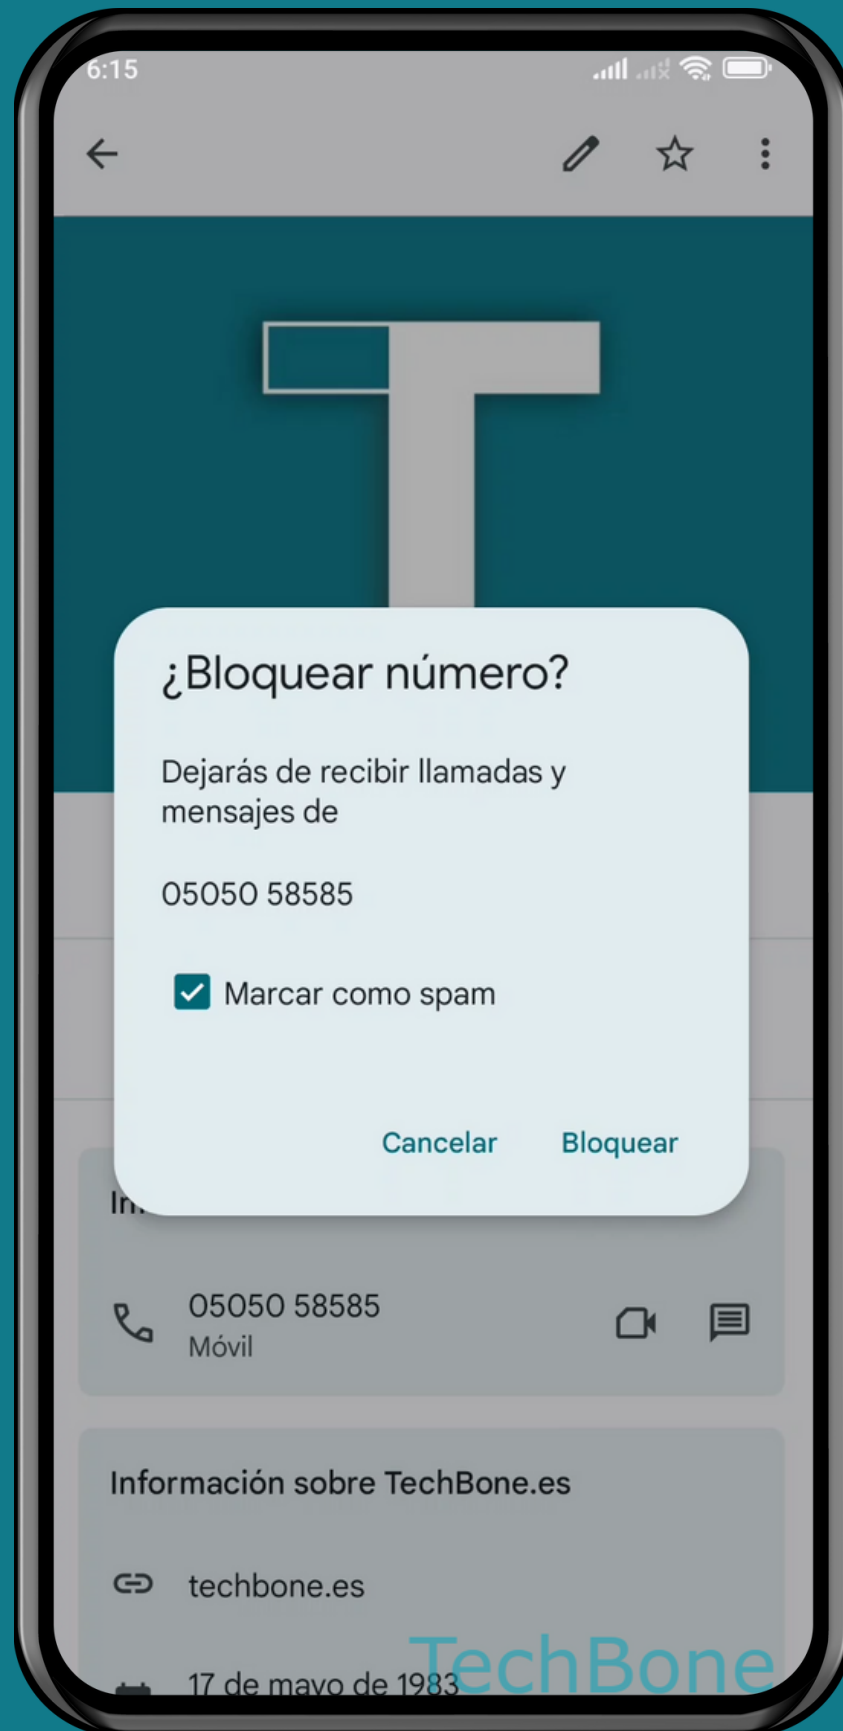 6:15
T
¿Bloquear número?
Dejarás de recibir llamadas y
mensajes de
05050 58585
Marcar como spam
Cancelar Bloquear
05050 58585
Móvil
Información sobre TechBone.es
techbone.es
17 de mayo de 1983
TechBone